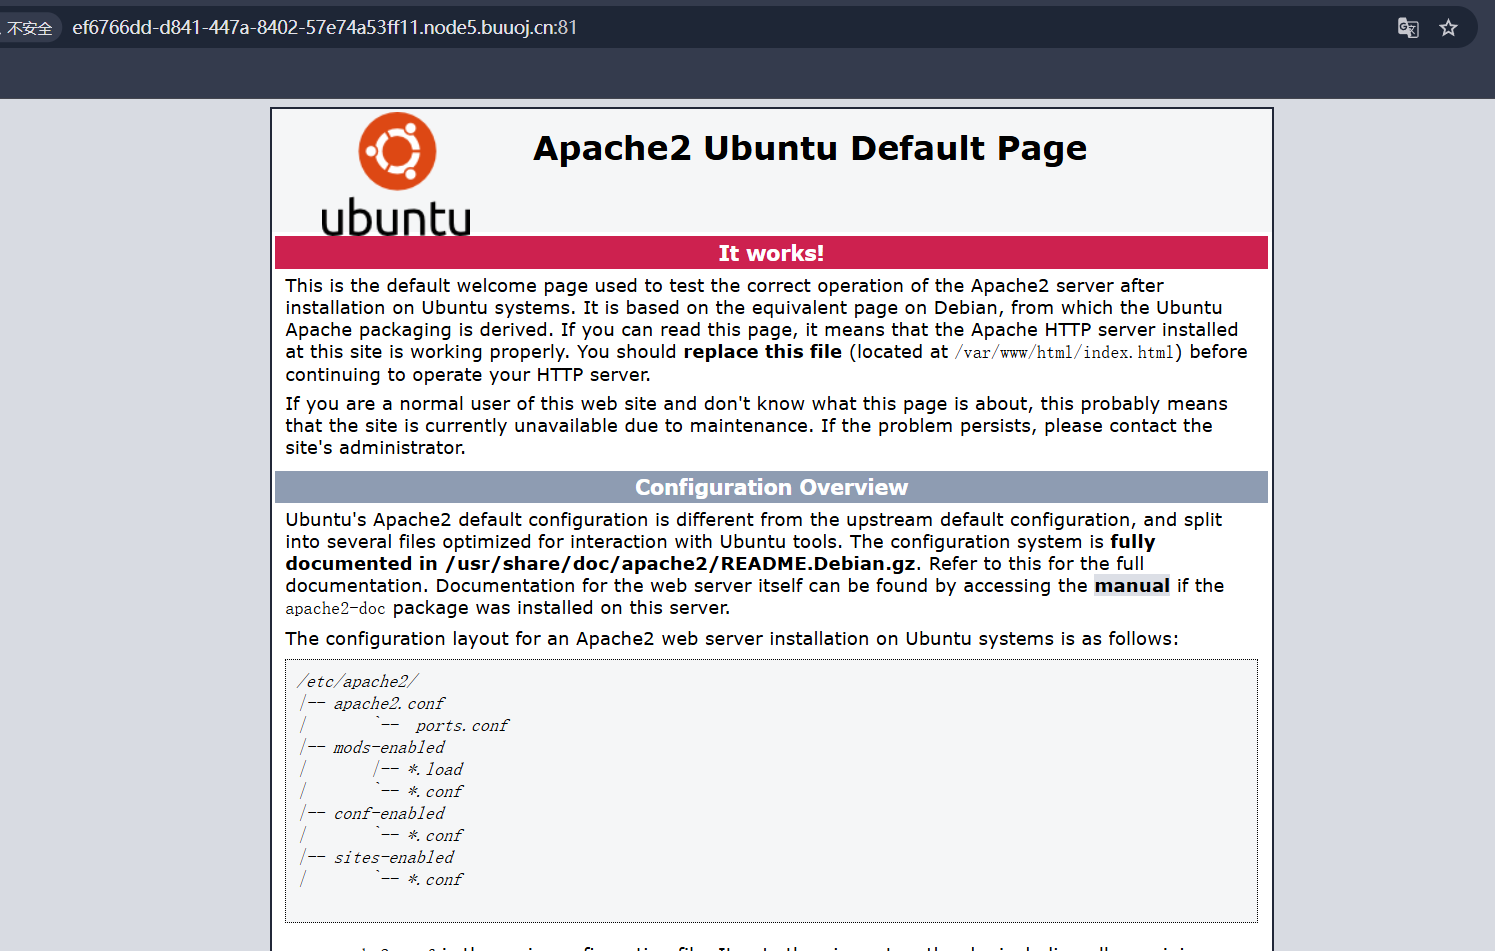 不安全 ef6766dd-d841-447a-8402-57e74a53ff11.node5.buuoj.cn:81
ubuntu
Apache2 Ubuntu Default Page
It works!
This is the default welcome page used to test the correct operation of the Apache2 server after
installation on Ubuntu systems. It is based on the equivalent page on Debian, from which the Ubuntu
Apache packaging is derived. If you can read this page, it means that the Apache HTTP server installed
at this site is working properly. You should replace this file (located at /var/www/html/index.html) before
continuing to operate your HTTP server.
If you are a normal user of this web site and don't know what this page is about, this probably means
that the site is currently unavailable due to maintenance. If the problem persists, please contact the
site's administrator.
Configuration Overview
Ubuntu's Apache2 default configuration is different from the upstream default configuration, and split
into several files optimized for interaction with Ubuntu tools. The configuration system is fully
documented in /usr/share/doc/apache2/README.Debian.gz. Refer to this for the full
documentation. Documentation for the web server itself can be found by accessing the manual if the
apache2-doc package was installed on this server.
The configuration layout for an Apache2 web server installation on Ubuntu systems is as follows:
/etc/apache2/
|-- apache2.conf
|       `--  ports.conf
|-- mods-enabled
|       |-- *.load
|       `-- *.conf
|-- conf-enabled
|       `-- *.conf
|-- sites-enabled
|       `-- *.conf